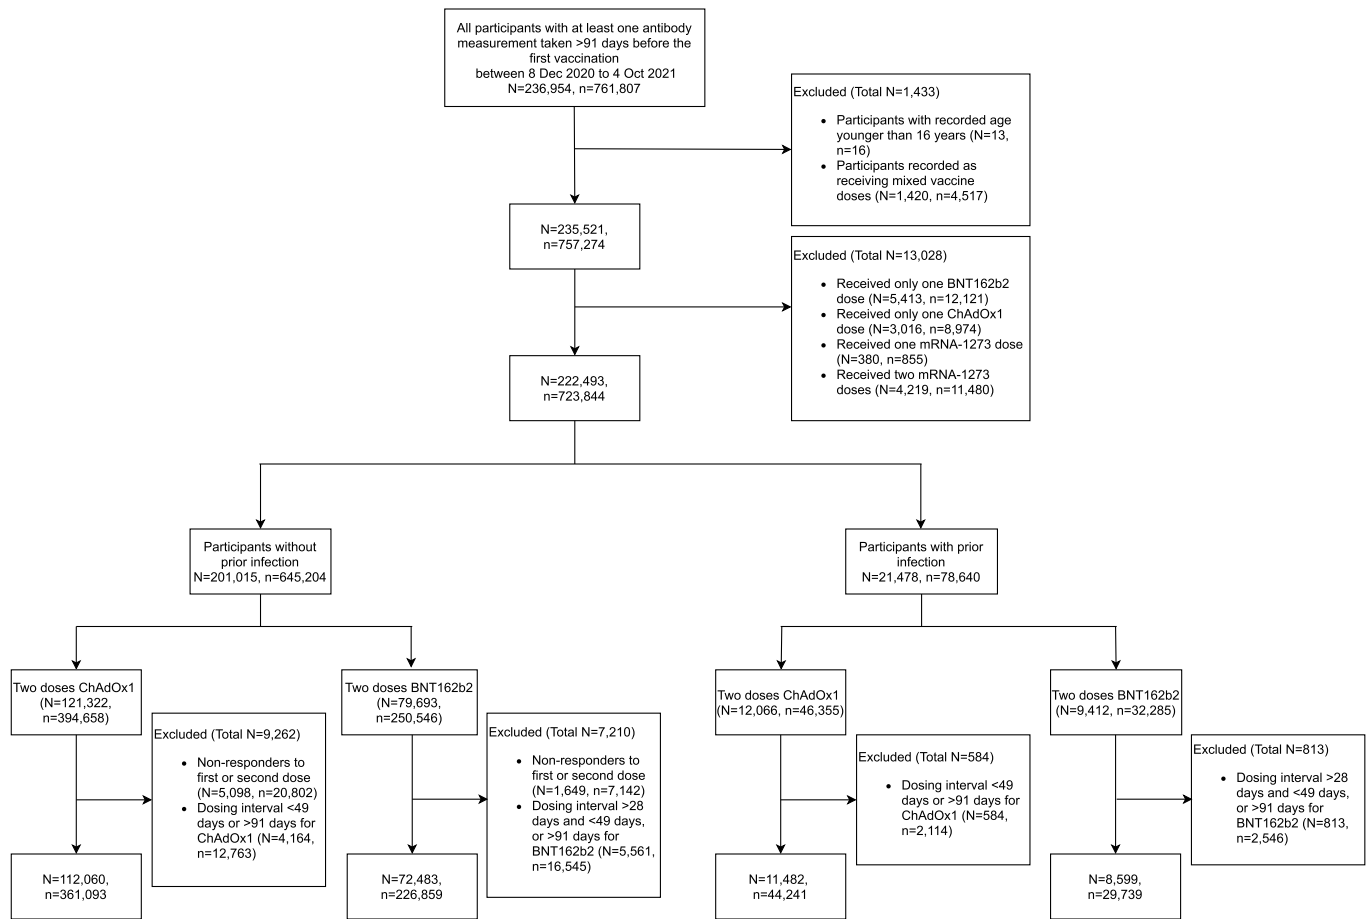 All participants with at least one antibody
measurement taken >91 days before the
first vaccination
between 8 Dec 2020 to 4 Oct 2021
N=236,954, n=761,807
Excluded (Total N=1,433)
• Participants with recorded age
younger than 16 years (N=13,
n=16)
• Participants recorded as
receiving mixed vaccine
doses (N=1,420, n=4,517)
N=235,521,
n=757,274
Excluded (Total N=13,028)
• Received only one BNT162b2
dose (N=5,413, n=12,121)
• Received only one ChAdOx1
dose (N=3,016, n=8,974)
• Received one mRNA-1273 dose
(N=380, n=855)
• Received two mRNA-1273
doses (N=4,219, n=11,480)
N=222,493,
n=723,844
Participants without
prior infection
N=201,015, n=645,204
Participants with prior
infection
N=21,478, n=78,640
Two doses ChAdOx1
(N=121,322,
n=394,658)
Excluded (Total N=9,262)
• Non-responders to
first or second dose
(N=5,098, n=20,802)
• Dosing interval <49
days or >91 days for
ChAdOx1 (N=4,164,
n=12,763)
N=112,060,
n=361,093
Two doses BNT162b2
(N=79,693,
n=250,546)
Excluded (Total N=7,210)
• Non-responders to
first or second dose
(N=1,649, n=7,142)
• Dosing interval >28
days and <49 days,
or >91 days for
BNT162b2 (N=5,561,
n=16,545)
N=72,483,
n=226,859
Two doses ChAdOx1
(N=12,066, n=46,355)
Excluded (Total N=584)
• Dosing interval <49
days or >91 days for
ChAdOx1 (N=584,
n=2,114)
N=11,482,
n=44,241
Two doses BNT162b2
(N=9,412, n=32,285)
Excluded (Total N=813)
• Dosing interval >28
days and <49 days,
or >91 days for
BNT162b2 (N=813,
n=2,546)
N=8,599,
n=29,739